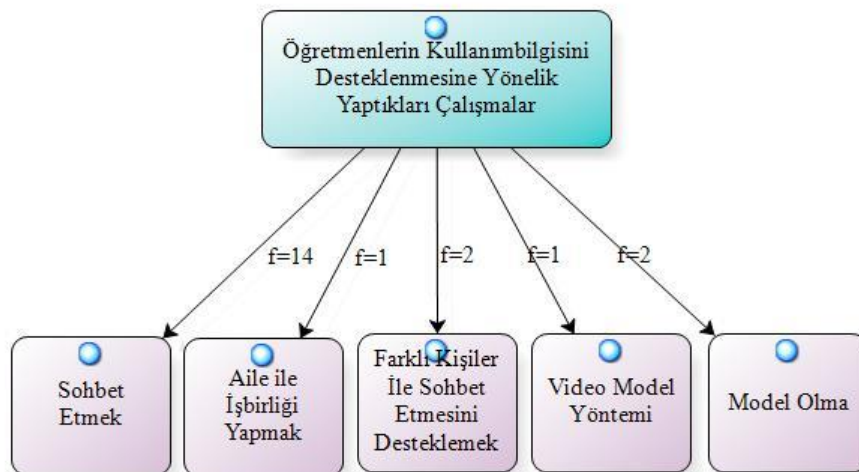 Öğretmenlerin Kullanımbilgisini
Desteklenmesine Yönelik
Yaptıkları Çalışmalar
f=14
f=1
f=2
f=1
f=2
Sohbet
Etmek
Aile ile
İşbirliği
Yapmak
Farklı Kişiler
İle Sohbet
Etmesini
Desteklemek
Video Model
Yöntemi
Model Olma